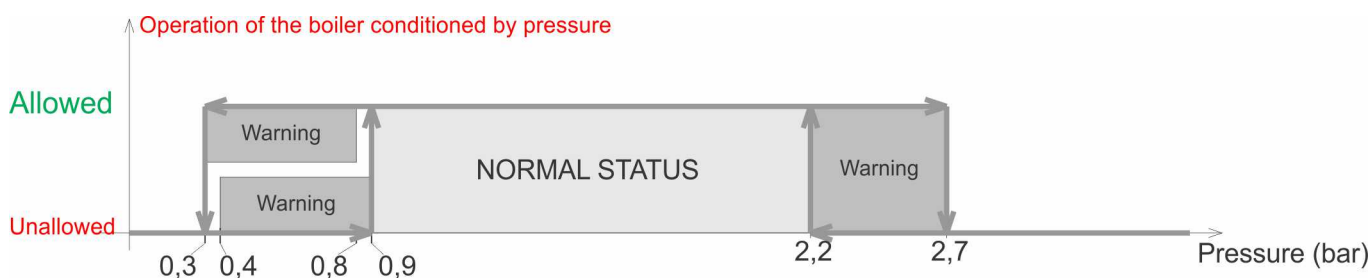 Operation of the boiler conditioned by pressure
Allowed
Warning
NORMAL STATUS
Warning
Warning
Unallowed
0,3 0,4 0,8 0,9 2,2 2,7 Pressure (bar)